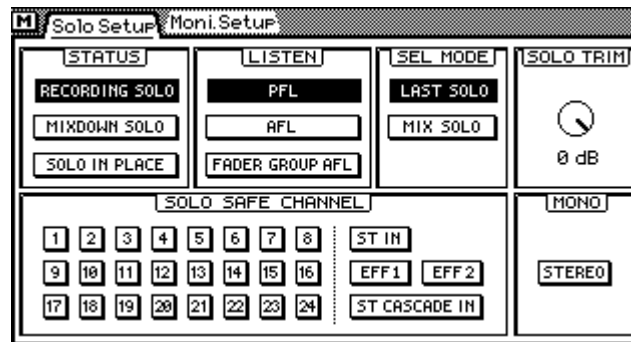 M Solo Setup Moni.Setup
STATUS LISTEN SEL MODE SOLO TRIM
RECORDING SOLO PFL LAST SOLO
MIXDOWN SOLO AFL MIX SOLO
SOLO IN PLACE FADER GROUP AFL 0 dB
SOLO SAFE CHANNEL MONO
1 2 3 4 5 6 7 8 ST IN
9 10 11 12 13 14 15 16 EFF1 EFF2 STEREO
17 18 19 20 21 22 23 24 ST CASCADE IN